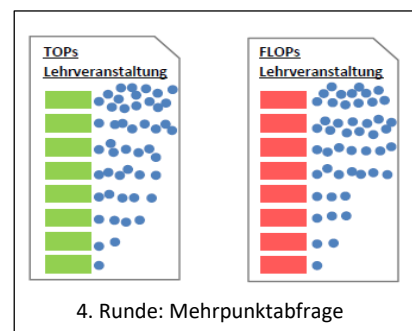 TOPs
Lehrveranstaltung
FLOPs
Lehrveranstaltung
4. Runde: Mehrpunktabfrage